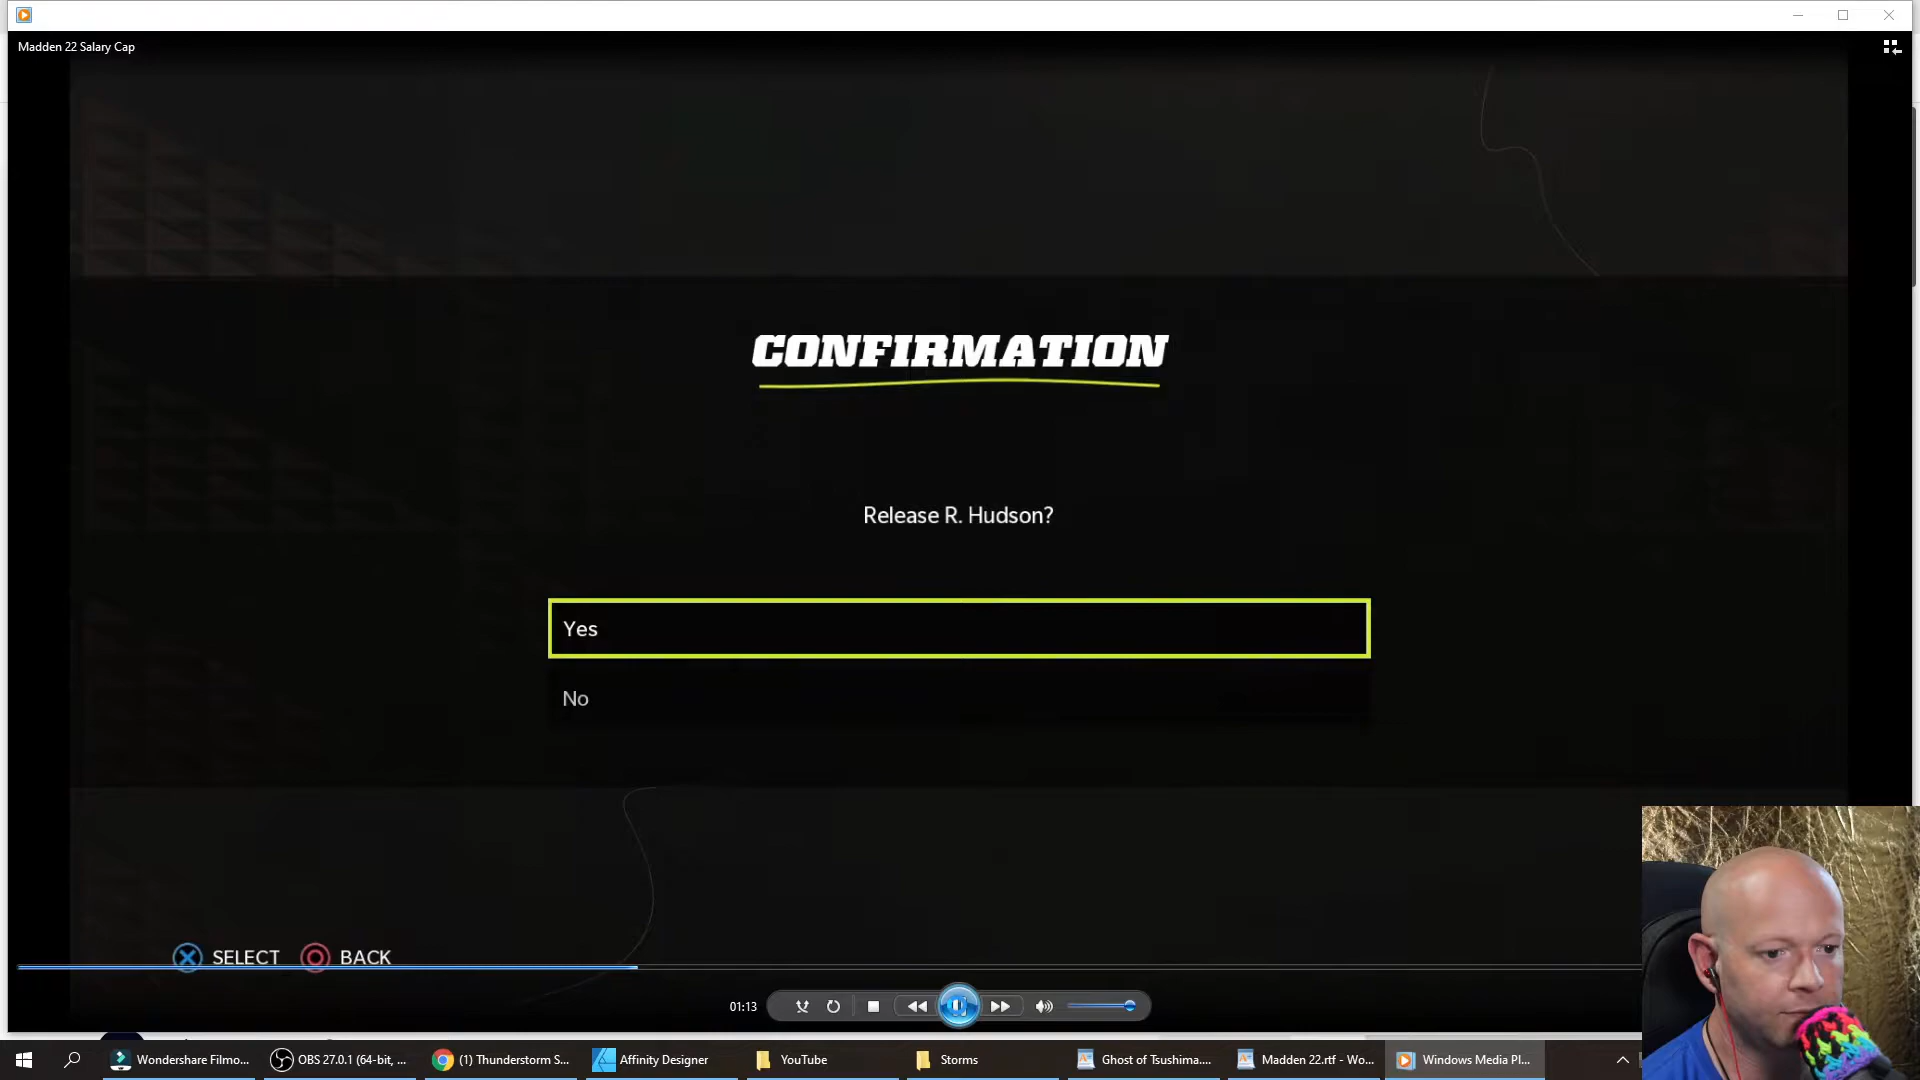 Madden 22 Salary Cap
CONFIRMATION
Release R. Hudson?
Yes
No
SELECT BACK
01:13
Wondershare Filmo...
OBS 27.0.1 (64-bit, ...
(1) Thunderstorm S...
Affinity Designer
YouTube
Storms
Ghost of Tsushima....
Madden 22.rtf - Wo...
Windows Media Pl...